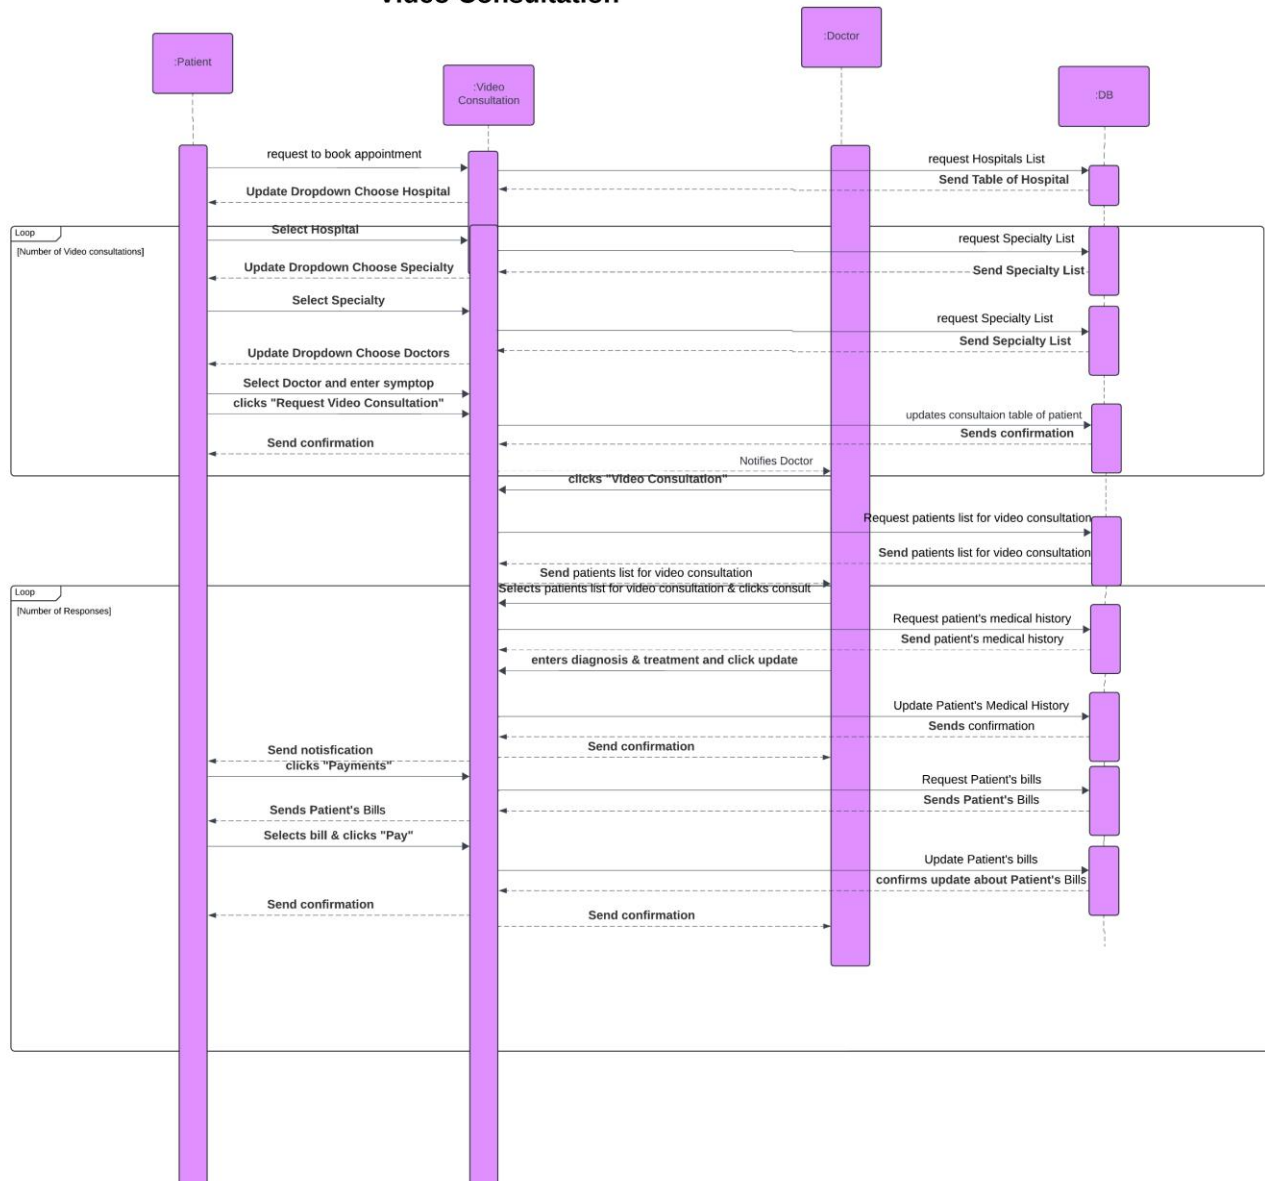 Video Consultation
:Patient
:Video
Consultation
:Doctor
:DB
request to book appointment
request Hospitals List
Send Table of Hospital
Update Dropdown Choose Hospital
Loop
[Number of Video consultations]
Select Hospital
request Specialty List
Update Dropdown Choose Specialty
Send Specialty List
Select Specialty
request Specialty List
Send Sepcialty List
Update Dropdown Choose Doctors
Select Doctor and enter symptop
clicks "Request Video Consultation"
updates consultaion table of patient
Sends confirmation
Send confirmation
Notifies Doctor
clicks "Video Consultation"
Request patients list for video consultation
Send patients list for video consultation
Send patients list for video consultation
Loop
[Number of Responses]
Selects patients list for video consultation & clicks consult
Request patient's medical history
Send patient's medical history
enters diagnosis & treatment and click update
Update Patient's Medical History
Sends confirmation
Send notisfication
Send confirmation
clicks "Payments"
Request Patient's bills
Sends Patient's Bills
Sends Patient's Bills
Selects bill & clicks "Pay"
Update Patient's bills
confirms update about Patient's Bills
Send confirmation
Send confirmation